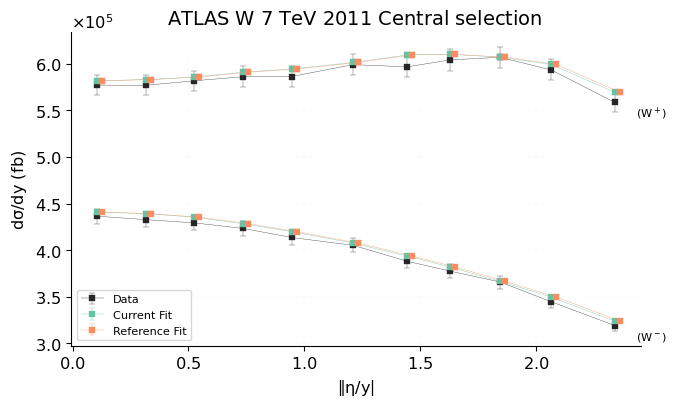 ATLAS W 7 TeV 2011 Central selection
×10⁵
6.0
5.5
5.0
4.5
4.0
3.5
3.0
dσ/dy (fb)
(W⁺)
(W⁻)
Data
Current Fit
Reference Fit
0.0 0.5 1.0 1.5 2.0
‖η/y|